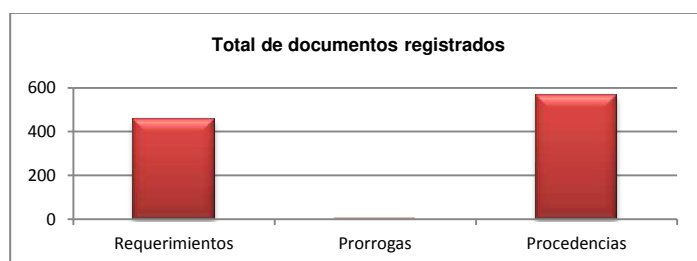 Total de documentos registrados
600
400
200
0
Requerimientos Prorrogas Procedencias